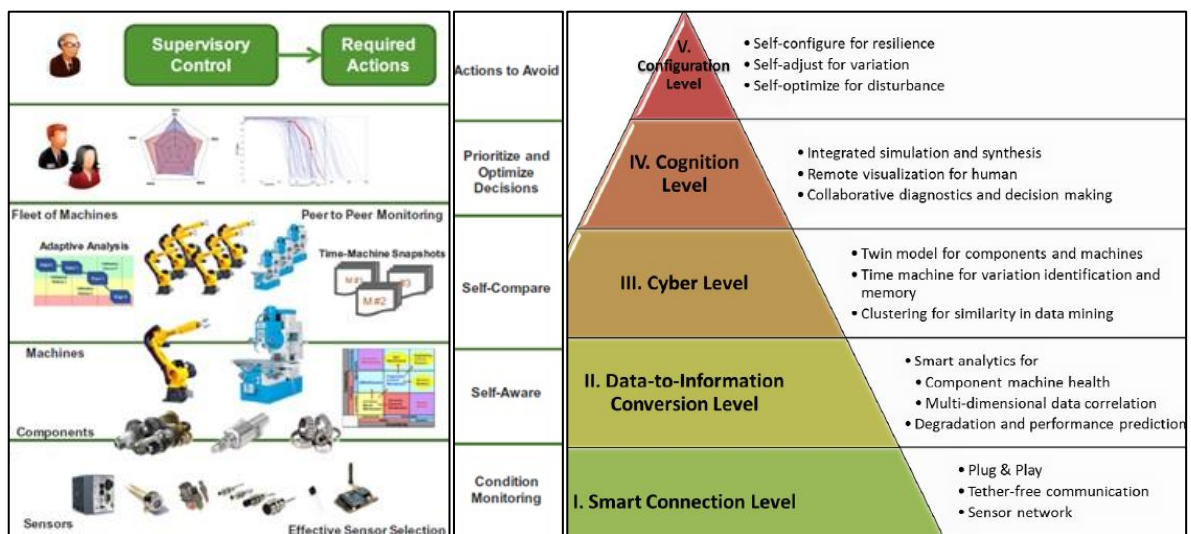 Supervisory
Control
Required
Actions
Fleet of Machines
Peer to Peer Monitoring
Adaptive Analysis
Time-Machine Snapshots
M #2
Machines
Components
Sensors
Effective Sensor Selection
Actions to Avoid
Prioritize and
Optimize
Decisions
Self-Compare
Self-Aware
Condition
Monitoring
V.
Configuration
Level
• Self-configure for resilience
• Self-adjust for variation
• Self-optimize for disturbance
IV. Cognition
Level
• Integrated simulation and synthesis
• Remote visualization for human
• Collaborative diagnostics and decision making
III. Cyber Level
• Twin model for components and machines
• Time machine for variation identification and
memory
• Clustering for similarity in data mining
II. Data-to-Information
Conversion Level
• Smart analytics for
• Component machine health
• Multi-dimensional data correlation
• Degradation and performance prediction
I. Smart Connection Level
• Plug & Play
• Tether-free communication
• Sensor network